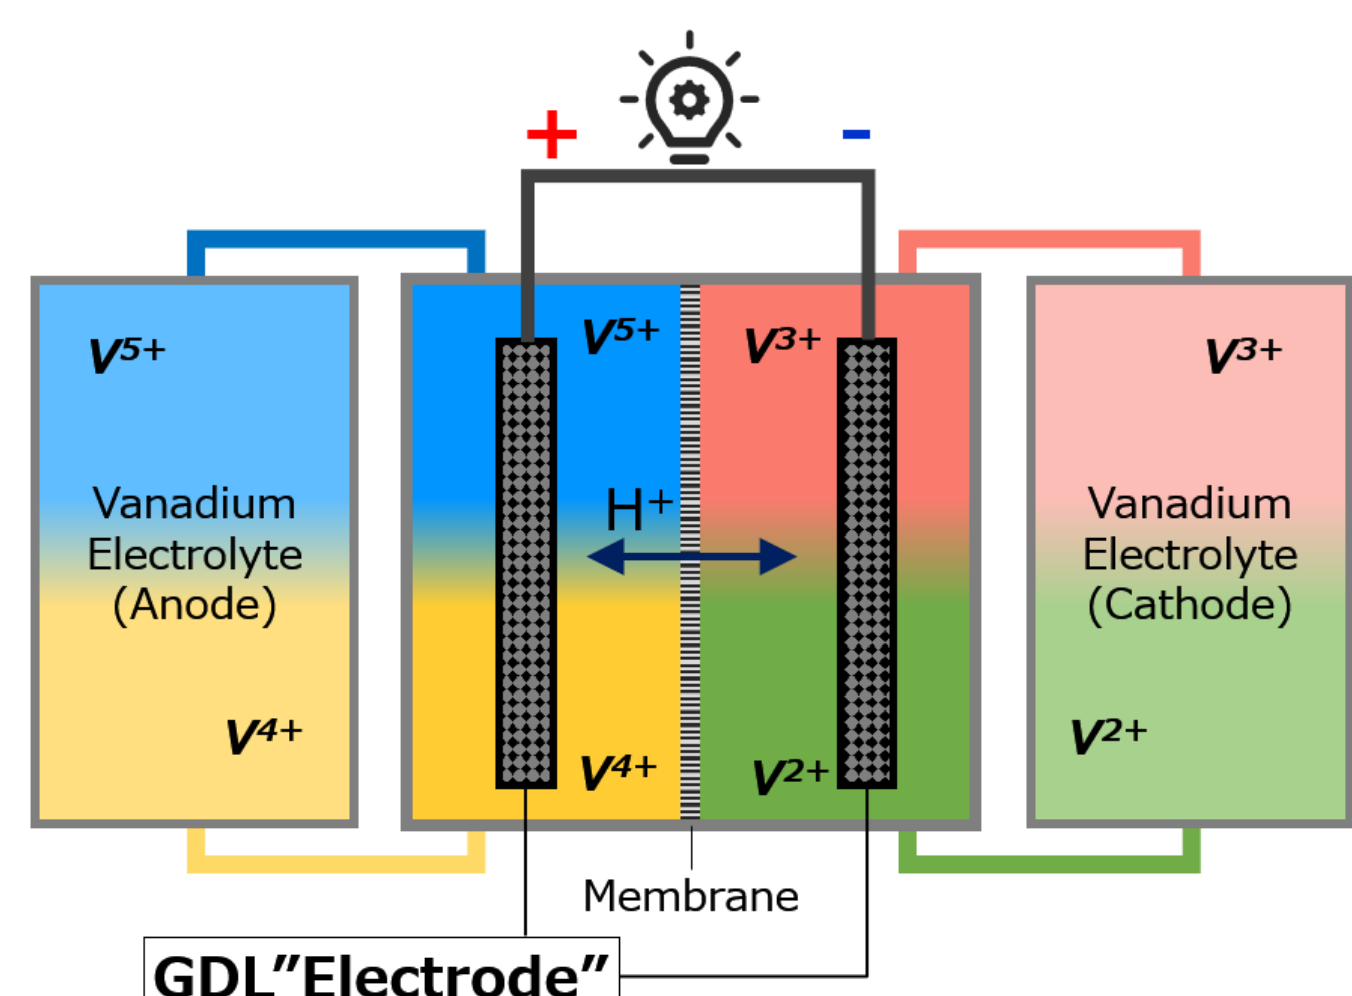 +
-
V⁵⁺
V⁵⁺
V³⁺
V³⁺
Vanadium
Electrolyte
(Anode)
H⁺
Vanadium
Electrolyte
(Cathode)
V⁴⁺
V⁴⁺
V²⁺
V²⁺
Membrane
GDL”Electrode”